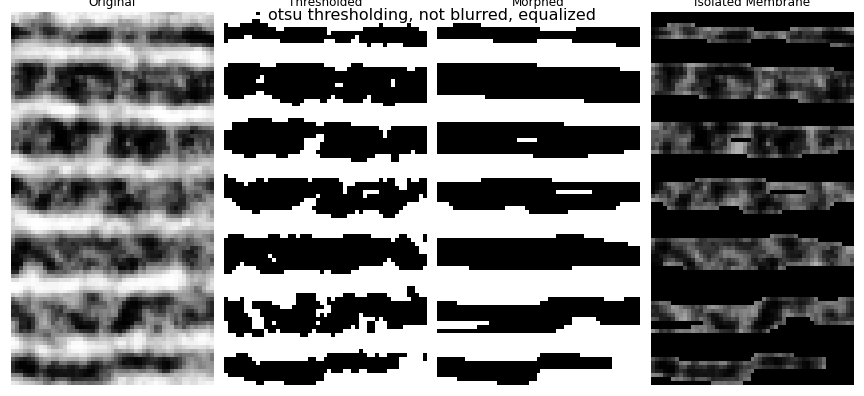 otsu thresholding, not blurred, equalized
Original
Thresholded
Morphed
Isolated Membrane